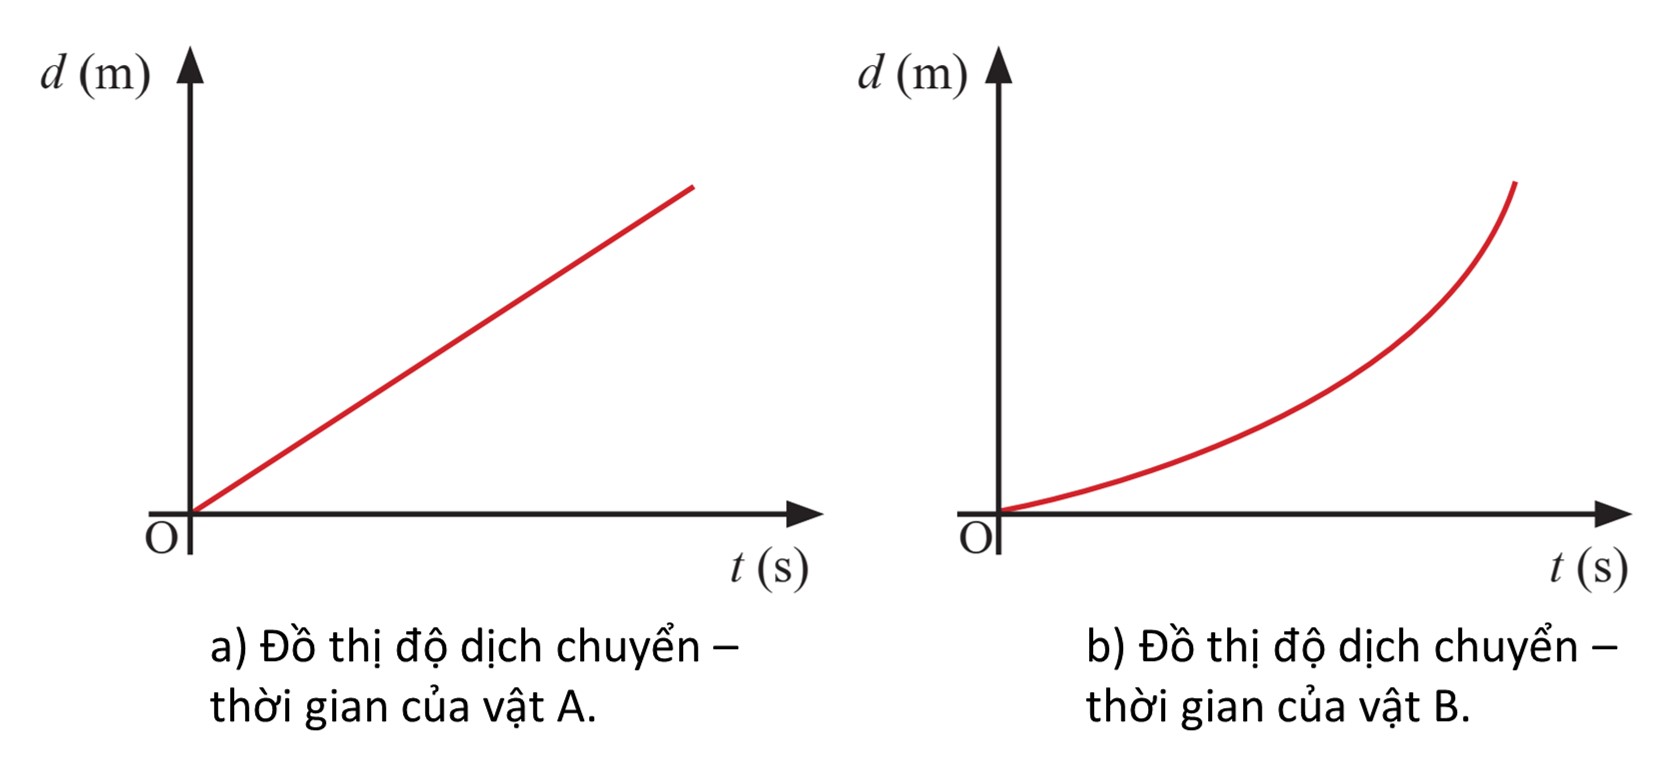 d (m)
O
t (s)
a) Đồ thị độ dịch chuyển –
thời gian của vật A.
d (m)
O
t (s)
b) Đồ thị độ dịch chuyển –
thời gian của vật B.